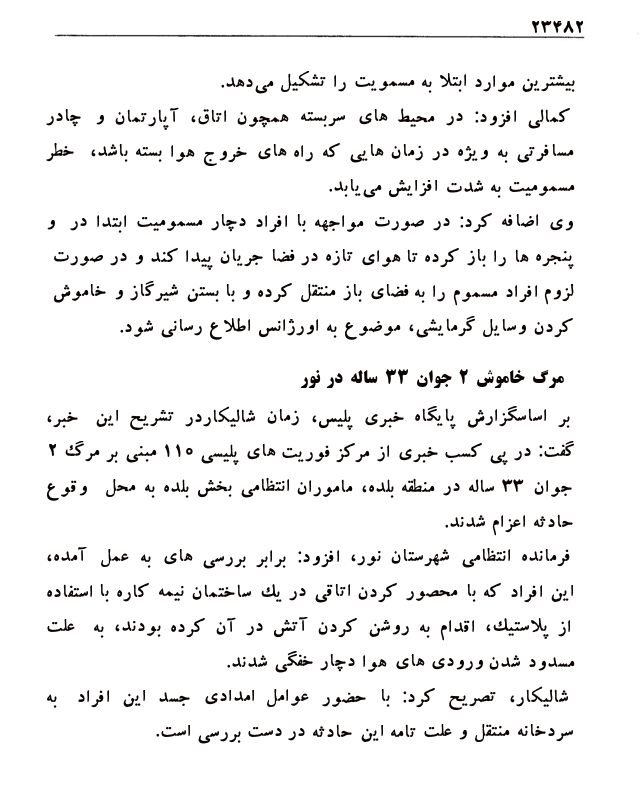 ۲۳۴۸۲
بیشترین موارد ابتلا به مسمویت را تشکیل می‌دهد.
کمالی افزود: در محیط های سربسته همچون اتاق، آپارتمان و چادر
مسافرتی به ویژه در زمان هایی که راه های خروج هوا بسته باشد، خطر
مسمومیت به شدت افزایش می‌یابد.
وی اضافه کرد: در صورت مواجهه با افراد دچار مسمومیت ابتدا در و
پنجره ها را باز کرده تا هوای تازه در فضا جریان پیدا کند و در صورت
لزوم افراد مسموم را به فضای باز منتقل کرده و با بستن شیرگاز و خاموش
کردن وسایل گرمایشی، موضوع به اورژانس اطلاع رسانی شود.
مرگ خاموش ۲ جوان ۳۳ ساله در نور
بر اساسگزارش پایگاه خبری پلیس، زمان شالیکاردر تشریح این خبر،
گفت: در پی کسب خبری از مرکز فوریت های پلیسی ۱۱۰ مبنی بر مرگ ۲
جوان ۳۳ ساله در منطقه بلده، ماموران انتظامی بخش بلده به محل وقوع
حادثه اعزام شدند.
فرمانده انتظامی شهرستان نور، افزود: برابر بررسی های به عمل آمده،
این افراد که با محصور کردن اتاقی در یك ساختمان نیمه کاره با استفاده
از پلاستیك، اقدام به روشن کردن آتش در آن کرده بودند، به علت
مسدود شدن ورودی های هوا دچار خفگی شدند.
شالیکار، تصریح کرد: با حضور عوامل امدادی جسد این افراد به
سردخانه منتقل و علت تامه این حادثه در دست بررسی است.